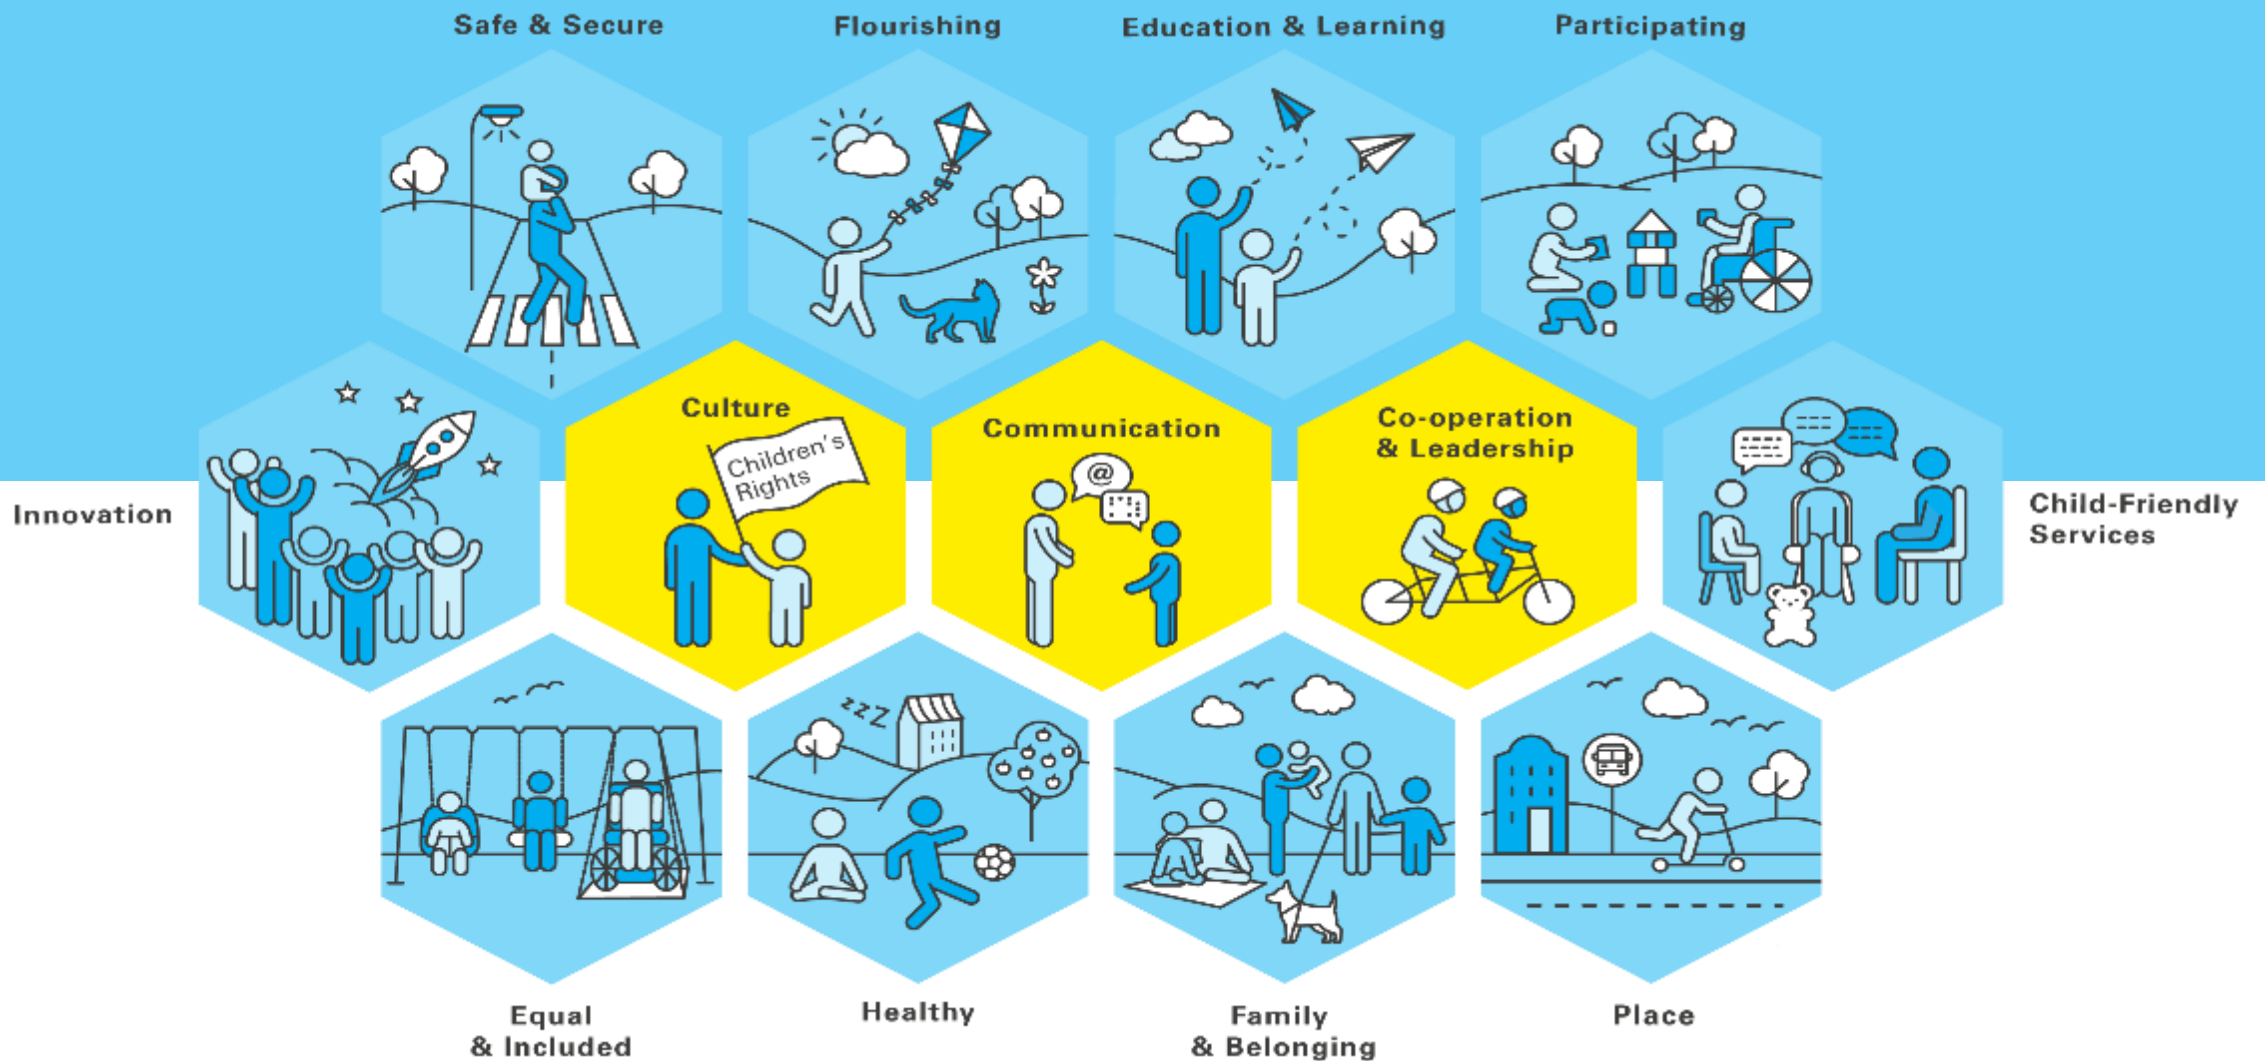 Safe & Secure
Flourishing
Education & Learning
Participating
Innovation
Culture
Children's
Rights
Communication
@
Co-operation
& Leadership
Child-Friendly
Services
zzZ
Equal
& Included
Healthy
Family
& Belonging
Place